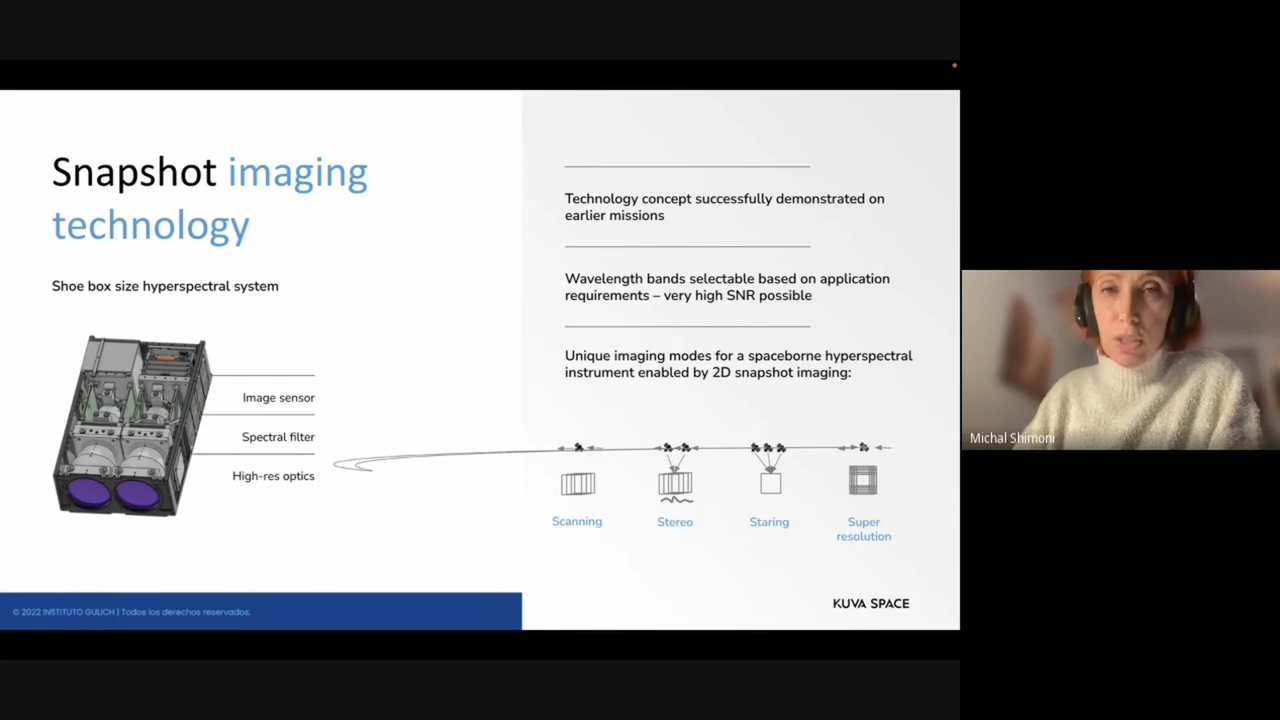 Snapshot imaging
technology
Shoe box size hyperspectral system
Image sensor
Spectral filter
High-res optics
Technology concept successfully demonstrated on
earlier missions
Wavelength bands selectable based on application
requirements – very high SNR possible
Unique imaging modes for a spaceborne hyperspectral
instrument enabled by 2D snapshot imaging:
Scanning
Stereo
Staring
Super
resolution
© 2022 INSTITUTO GULICH | Todos los derechos reservados.
KUVA SPACE
Michal Shimoni